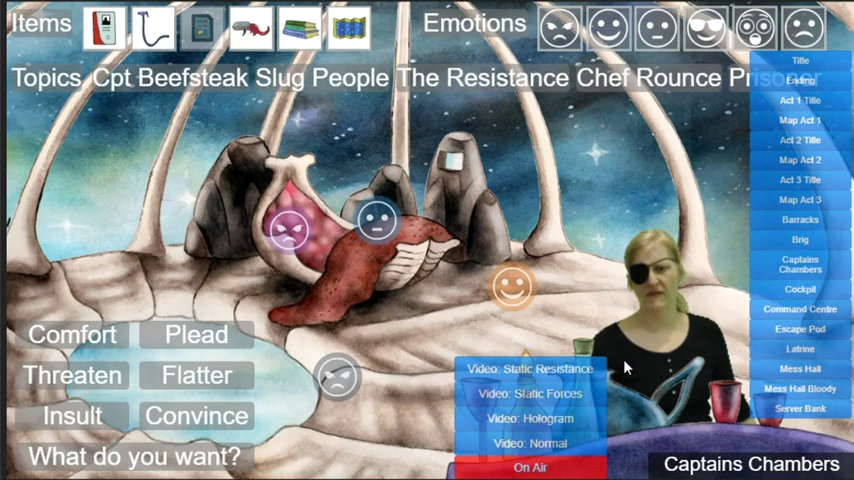 Items
Emotions
Topics Cpt Beefsteak Slug People The Resistance Chef Rounce Prisoner
Title
Ending
Act 1 Title
Map Act 1
Act 2 Title
Map Act 2
Act 3 Title
Map Act 3
Barracks
Brig
Captains
Chambers
Cockpit
Command Centre
Escape Pod
Latrine
Mess Hall
Mess Hall Bloody
Server Bank
Comfort Plead
Threaten Flatter
Insult Convince
What do you want?
Video: Static Resistance
Video: Static Forces
Video: Hologram
Video: Normal
On Air
Captains Chambers